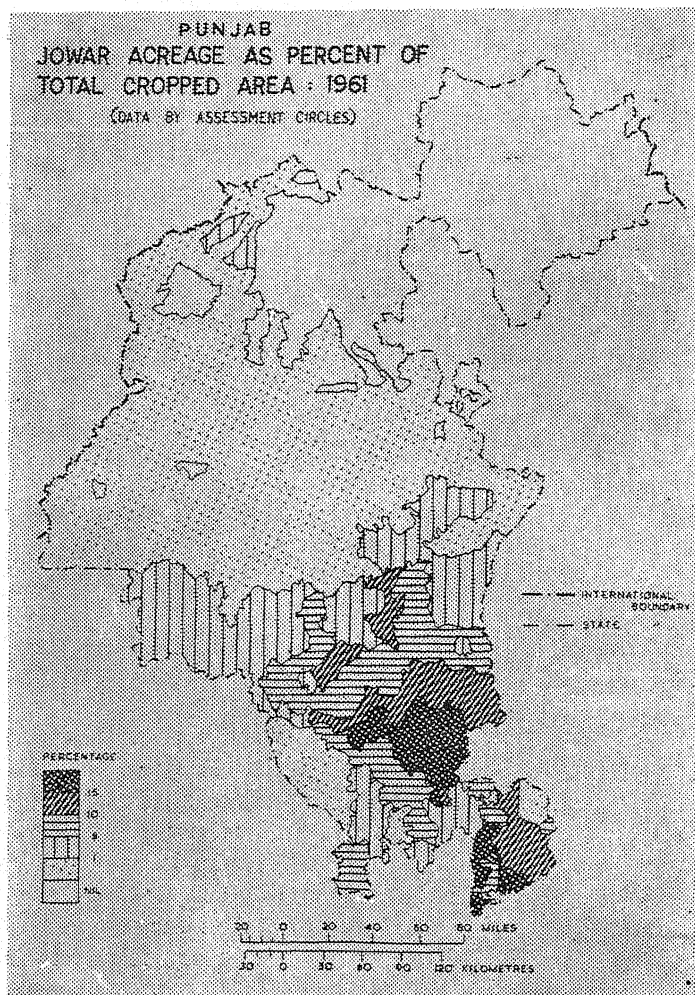 PUNJAB
JOWAR ACREAGE AS PERCENT OF
TOTAL CROPPED AREA : 1961
(DATA BY ASSESSMENT CIRCLES)
INTERNATIONAL
BOUNDARY
STATE "
PERCENTAGE
15
10
5
1
NIL
20 0 20 40 60 80 MILES
30 0 30 60 90 120 KILOMETRES